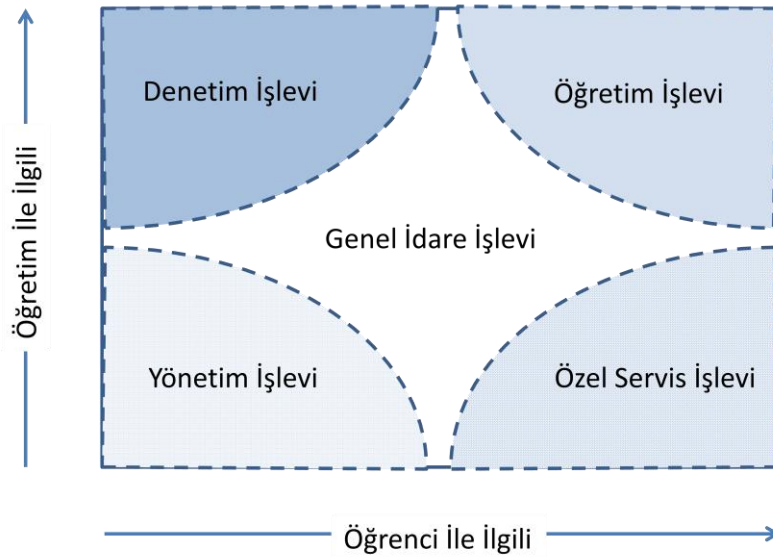 Denetim İşlevi
Öğretim İşlevi
Öğretim İle İlgili
Genel İdare İşlevi
Yönetim İşlevi
Özel Servis İşlevi
Öğrenci İle İlgili